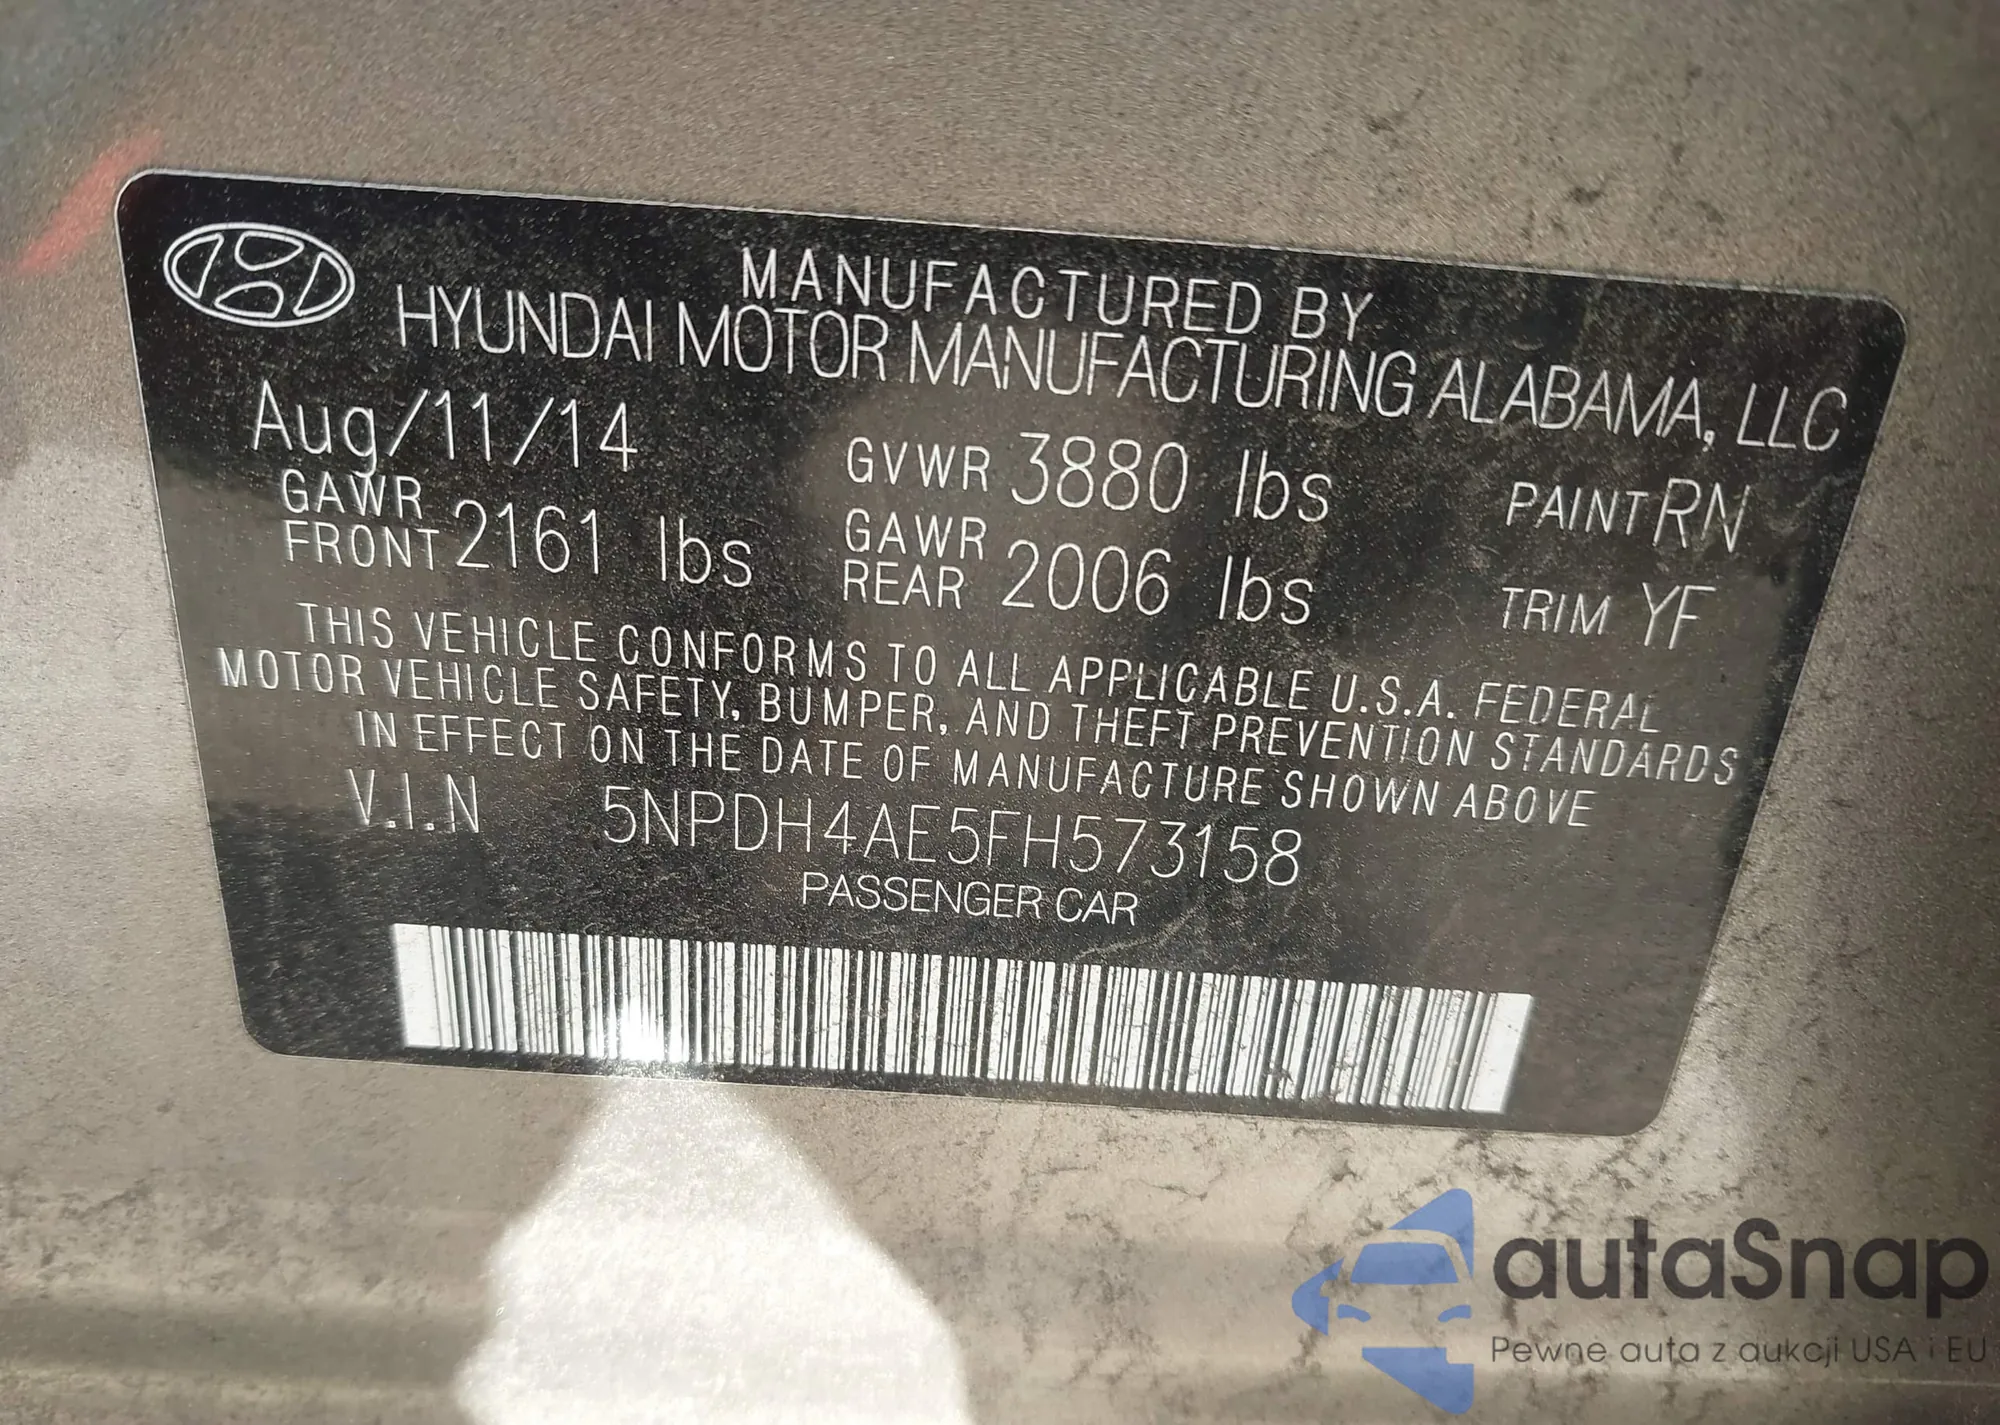 MANUFACTURED BY
HYUNDAI MOTOR MANUFACTURING ALABAMA, LLC
Aug/11/14 GVWR 3880 lbs PAINT RN
GAWR FRONT 2161 lbs GAWR REAR 2006 lbs TRIM YF
THIS VEHICLE CONFORMS TO ALL APPLICABLE U.S.A. FEDERAL
MOTOR VEHICLE SAFETY, BUMPER, AND THEFT PREVENTION STANDARDS
IN EFFECT ON THE DATE OF MANUFACTURE SHOWN ABOVE
V.I.N 5NPDH4AE5FH573158
PASSENGER CAR
autaSnap
Pewne auta z aukcji USA i EU